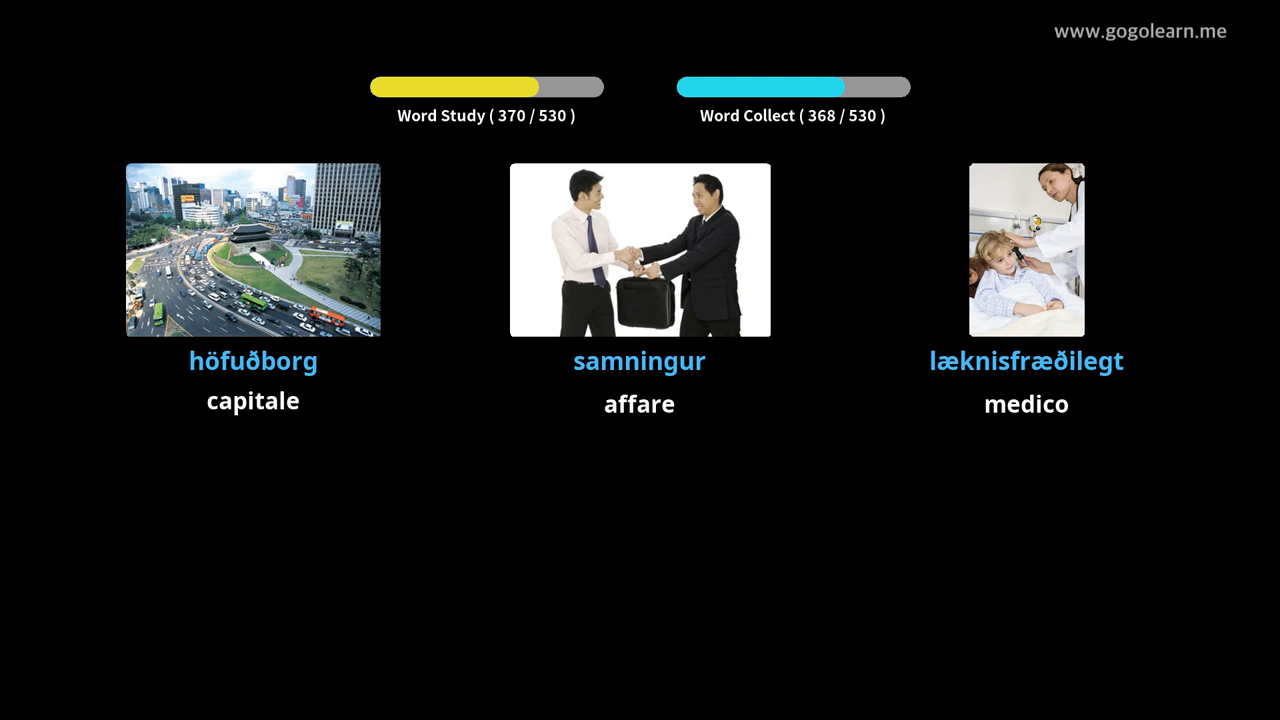 www.gogolearn.me
Word Study ( 370 / 530 )
Word Collect ( 368 / 530 )
höfuðborg
samningur
læknisfræðilegt
capitale
affare
medico